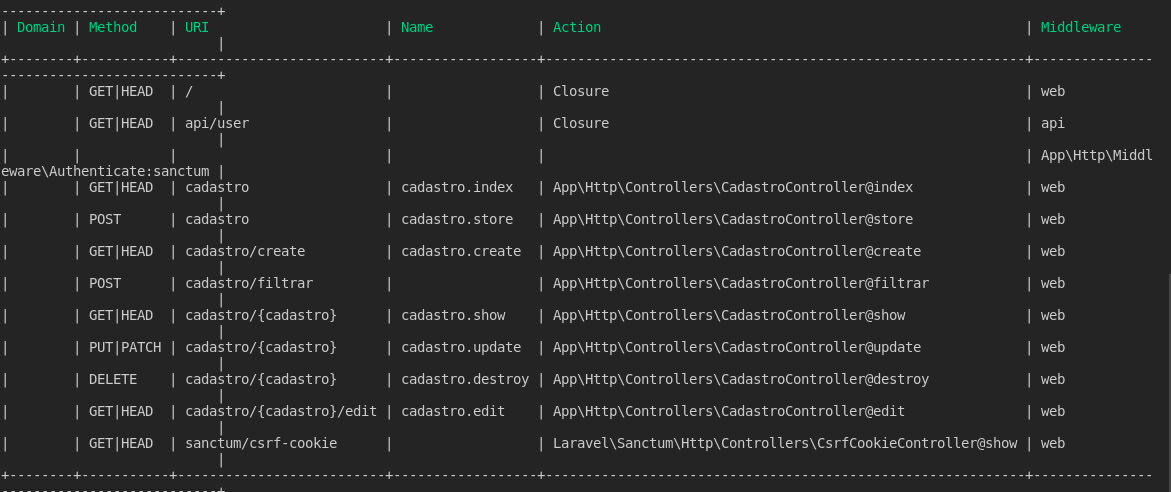 ---------------------------+
| Domain | Method    | URI                      | Name             | Action                                                      | Middleware
                           |
+--------+-----------+--------------------------+------------------+-------------------------------------------------------------+---------------
---------------------------+
|        | GET|HEAD  | /                        |                  | Closure                                                     | web
                           |
|        | GET|HEAD  | api/user                 |                  | Closure                                                     | api
                           |
|        |           |                          |                  |                                                             | App\Http\Middl
eware\Authenticate:sanctum |
|        | GET|HEAD  | cadastro                 | cadastro.index   | App\Http\Controllers\CadastroController@index               | web
                           |
|        | POST      | cadastro                 | cadastro.store   | App\Http\Controllers\CadastroController@store               | web
                           |
|        | GET|HEAD  | cadastro/create          | cadastro.create  | App\Http\Controllers\CadastroController@create              | web
                           |
|        | POST      | cadastro/filtrar         |                  | App\Http\Controllers\CadastroController@filtrar             | web
                           |
|        | GET|HEAD  | cadastro/{cadastro}      | cadastro.show    | App\Http\Controllers\CadastroController@show                | web
                           |
|        | PUT|PATCH | cadastro/{cadastro}      | cadastro.update  | App\Http\Controllers\CadastroController@update              | web
                           |
|        | DELETE    | cadastro/{cadastro}      | cadastro.destroy | App\Http\Controllers\CadastroController@destroy             | web
                           |
|        | GET|HEAD  | cadastro/{cadastro}/edit | cadastro.edit    | App\Http\Controllers\CadastroController@edit                | web
                           |
|        | GET|HEAD  | sanctum/csrf-cookie      |                  | Laravel\Sanctum\Http\Controllers\CsrfCookieController@show | web
                           |
+--------+-----------+--------------------------+------------------+-------------------------------------------------------------+---------------
---------------------------+